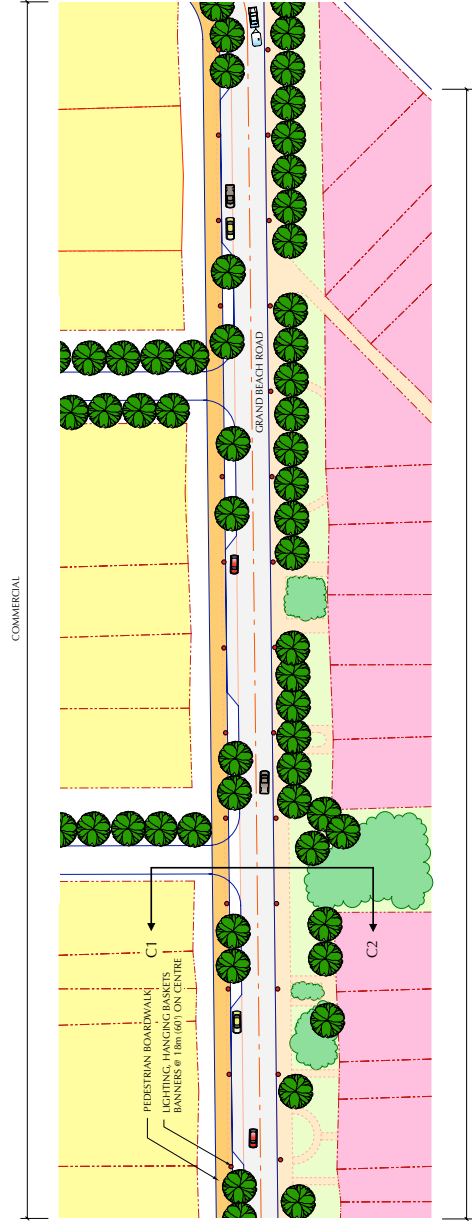 COMMERCIAL
GRAND BEACH ROAD
C1
C2
PEDESTRIAN BOARDWALK
LIGHTING, HANGING BASKETS
BANNERS @ 18m (60') ON CENTRE